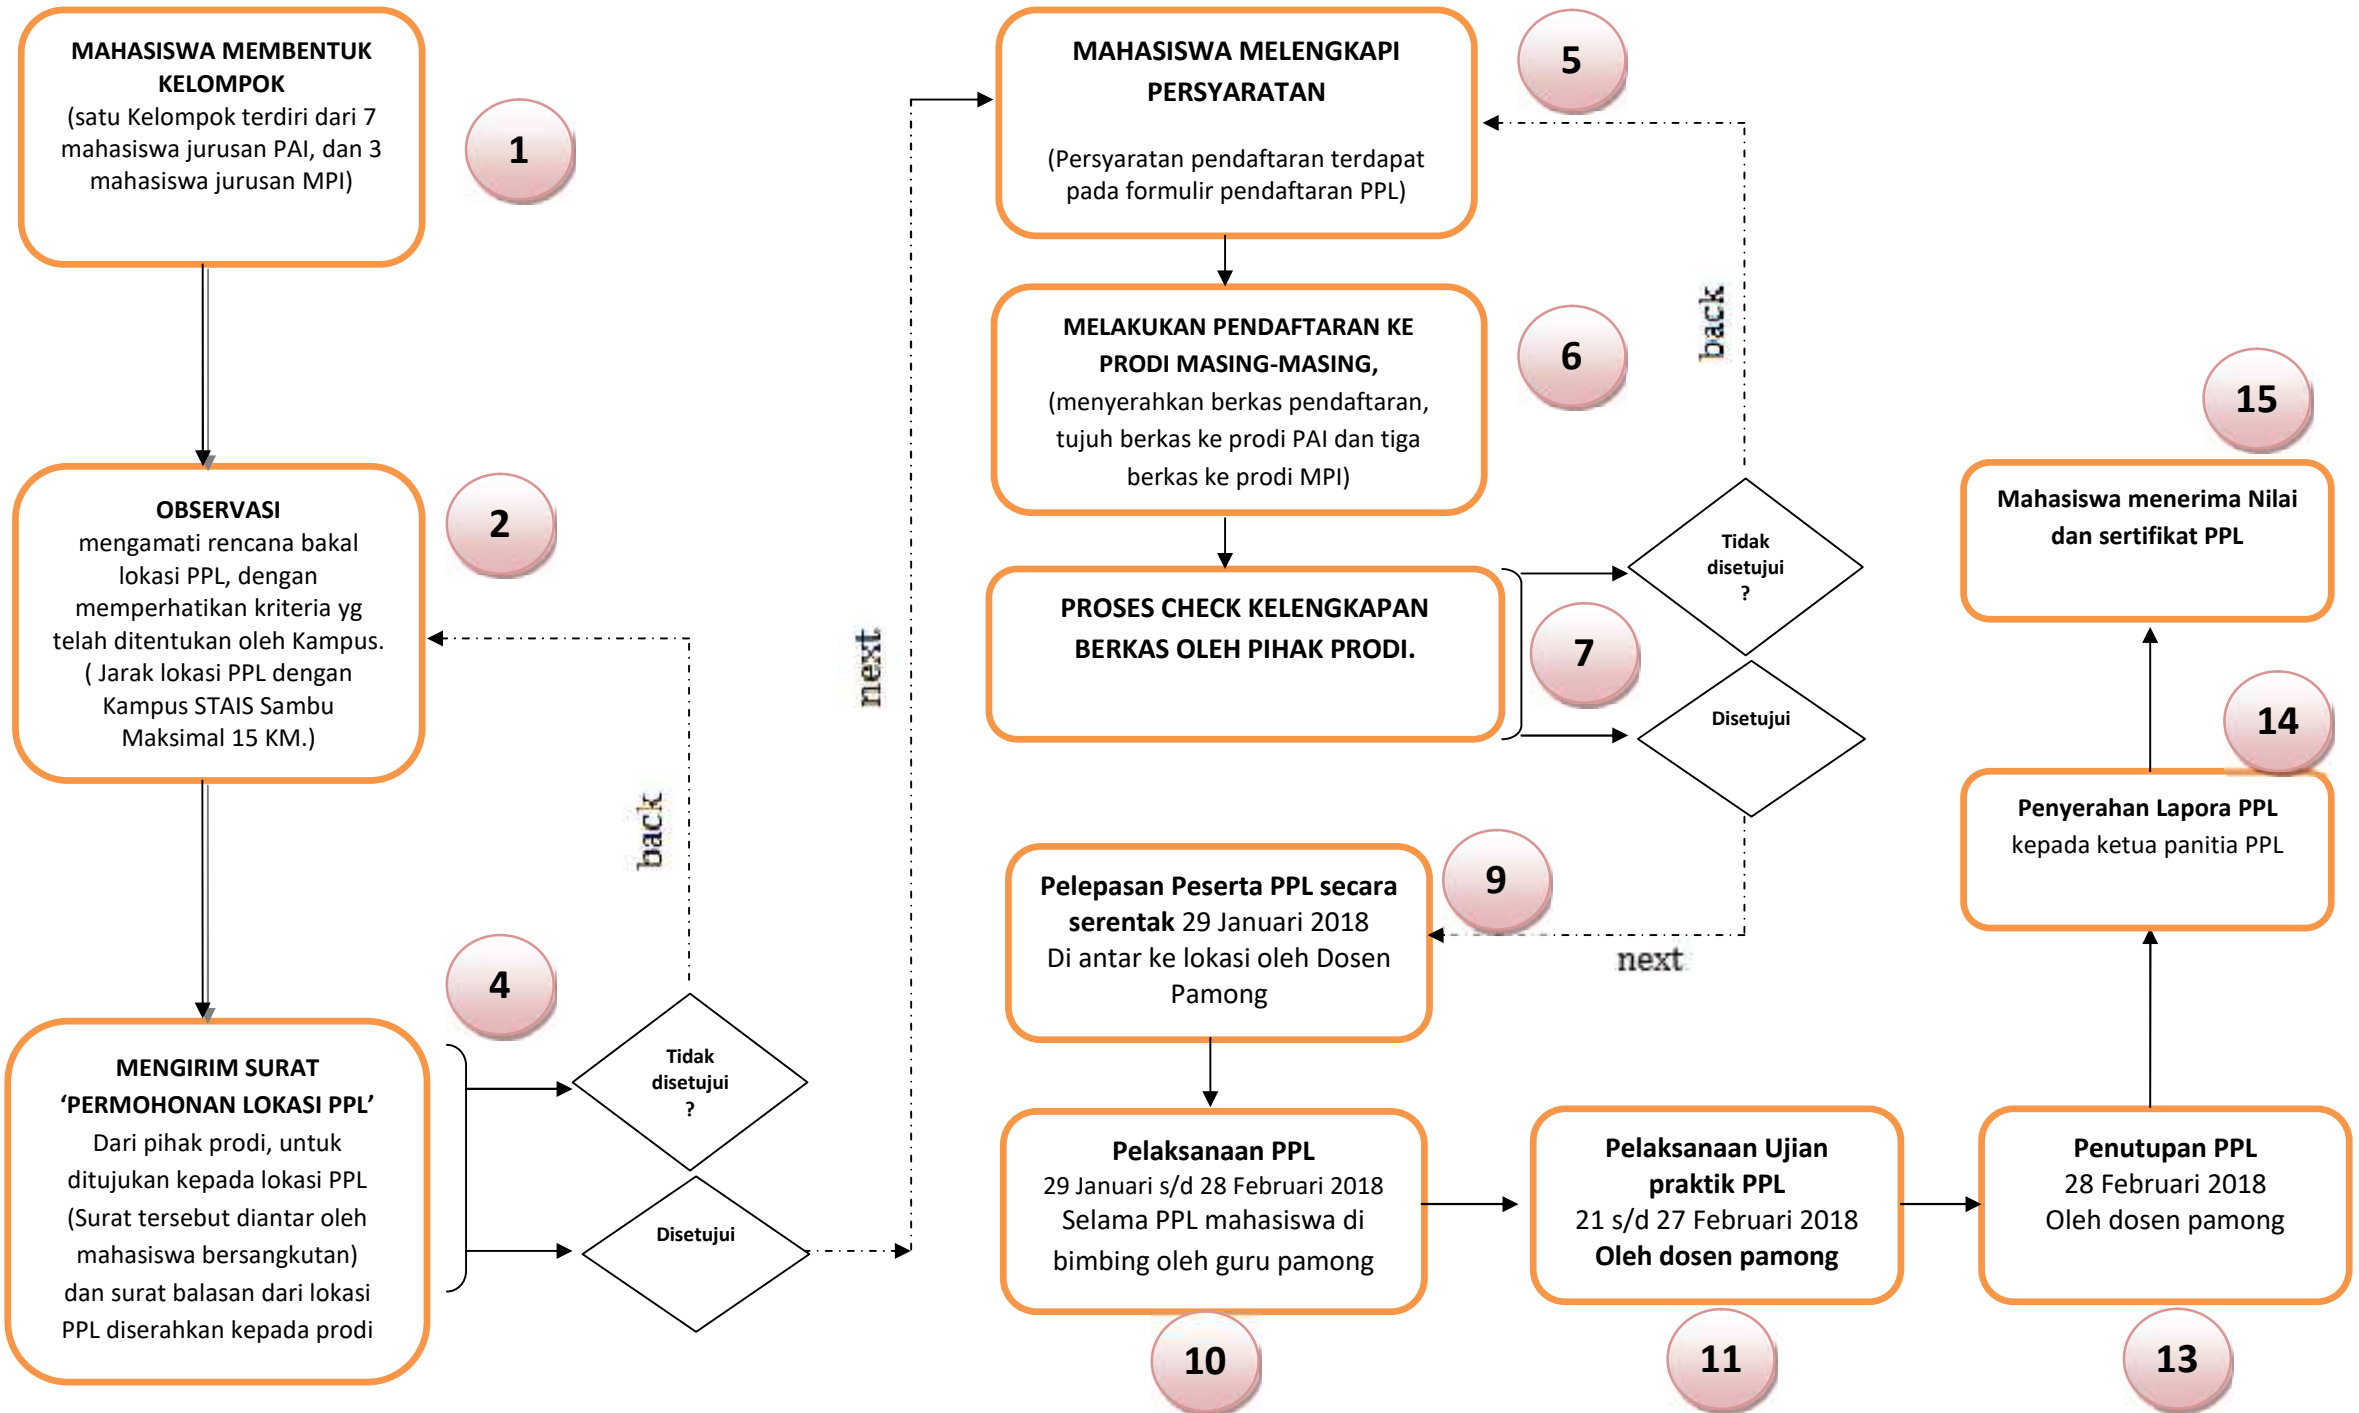 MAHASISWA MEMBENTUK
KELOMPOK
(satu Kelompok terdiri dari 7
mahasiswa jurusan PAI, dan 3
mahasiswa jurusan MPI)
1
OBSERVASI
mengamati rencana bakal
lokasi PPL, dengan
memperhatikan kriteria yg
telah ditentukan oleh Kampus.
( Jarak lokasi PPL dengan
Kampus STAIS Sambu
Maksimal 15 KM.)
2
back
4
MENGIRIM SURAT
‘PERMOHONAN LOKASI PPL’
Dari pihak prodi, untuk
ditujukan kepada lokasi PPL
(Surat tersebut diantar oleh
mahasiswa bersangkutan)
dan surat balasan dari lokasi
PPL diserahkan kepada prodi
Tidak
disetujui
?
Disetujui
next
MAHASISWA MELENGKAPI
PERSYARATAN
(Persyaratan pendaftaran terdapat
pada formulir pendaftaran PPL)
5
MELAKUKAN PENDAFTARAN KE
PRODI MASING-MASING,
(menyerahkan berkas pendaftaran,
tujuh berkas ke prodi PAI dan tiga
berkas ke prodi MPI)
6
back
PROSES CHECK KELENGKAPAN
BERKAS OLEH PIHAK PRODI.
7
Tidak
disetujui
?
Disetujui
next
Pelepasan Peserta PPL secara
serentak 29 Januari 2018
Di antar ke lokasi oleh Dosen
Pamong
9
Pelaksanaan PPL
29 Januari s/d 28 Februari 2018
Selama PPL mahasiswa di
bimbing oleh guru pamong
10
Pelaksanaan Ujian
praktik PPL
21 s/d 27 Februari 2018
Oleh dosen pamong
11
Penutupan PPL
28 Februari 2018
Oleh dosen pamong
13
14
Penyerahan Lapora PPL
kepada ketua panitia PPL
15
Mahasiswa menerima Nilai
dan sertifikat PPL